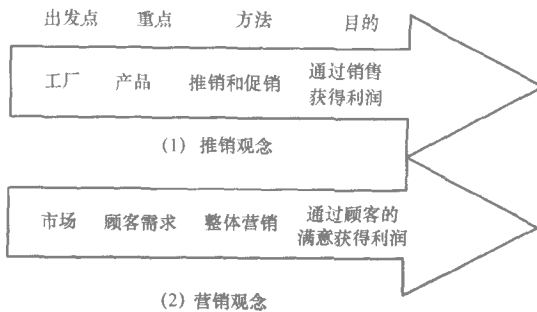 出发点 重点 方法 目的
工厂 产品 推销和促销 通过销售
获得利润
(1) 推销观念
市场 顾客需求 整体营销 通过顾客的
满意获得利润
(2) 营销观念